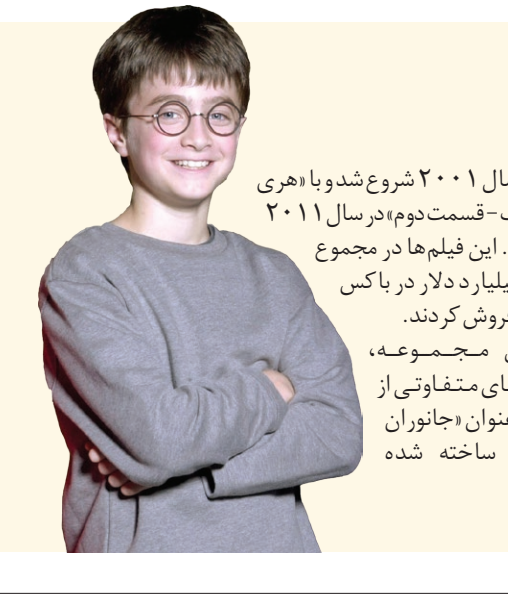 سال ۲۰۰۱ شروع شد و با «هری
- قسمت دوم» در سال ۲۰۱۱
. این فیلم‌ها در مجموع
میلیارد دلار در باکس
فروش کردند.
مـجـمـوعـه،
متفاوتی از
عنوان «جانوران
ساخته شده